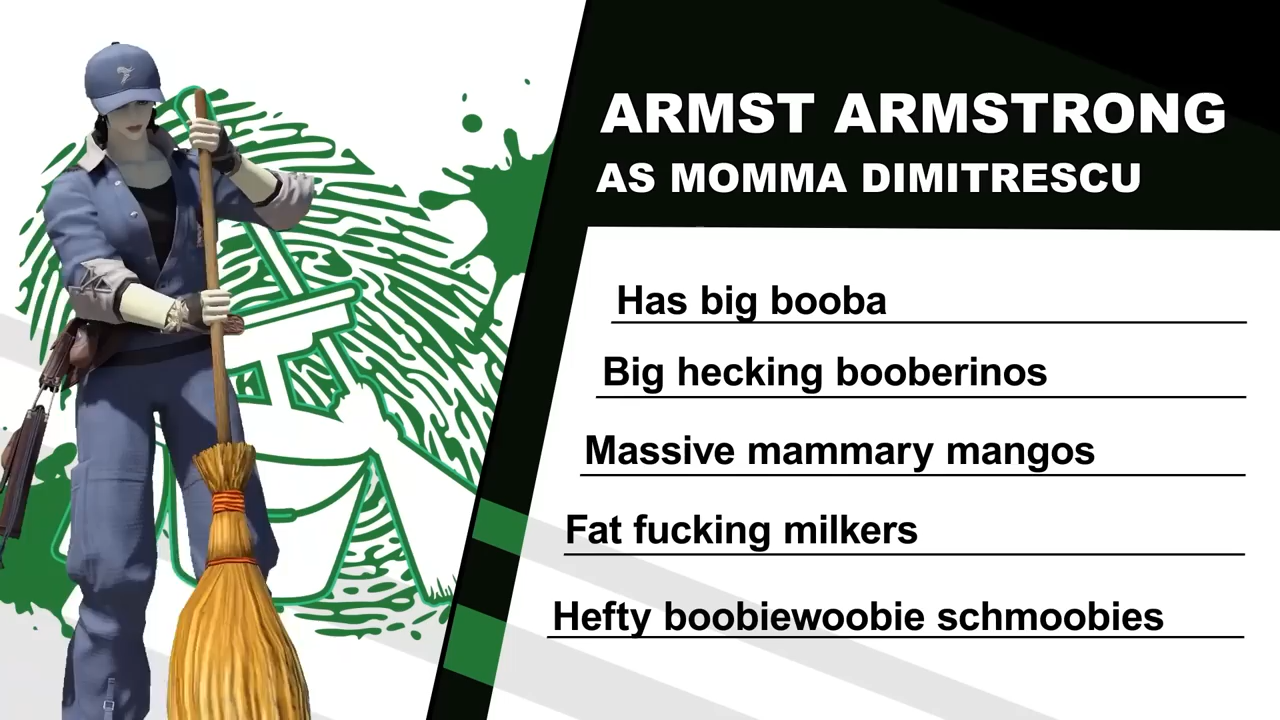 ARMST ARMSTRONG
AS MOMMA DIMITRESCU
Has big booba
Big hecking booberinos
Massive mammary mangos
Fat fucking milkers
Hefty boobiewoobie schmoobies